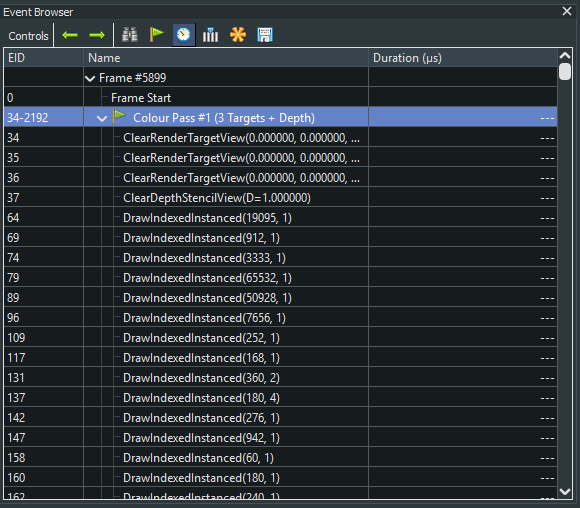 Event Browser
Controls
EID Name Duration (µs)
Frame #5899
0 Frame Start
34-2192 Colour Pass #1 (3 Targets + Depth) ---
34 ClearRenderTargetView(0.000000, 0.000000, ... ---
35 ClearRenderTargetView(0.000000, 0.000000, ... ---
36 ClearRenderTargetView(0.000000, 0.000000, ... ---
37 ClearDepthStencilView(D=1.000000) ---
64 DrawIndexedInstanced(19095, 1) ---
69 DrawIndexedInstanced(912, 1) ---
74 DrawIndexedInstanced(3333, 1) ---
79 DrawIndexedInstanced(65532, 1) ---
89 DrawIndexedInstanced(50928, 1) ---
96 DrawIndexedInstanced(7656, 1) ---
109 DrawIndexedInstanced(252, 1) ---
117 DrawIndexedInstanced(168, 1) ---
131 DrawIndexedInstanced(360, 2) ---
137 DrawIndexedInstanced(180, 4) ---
142 DrawIndexedInstanced(276, 1) ---
147 DrawIndexedInstanced(942, 1) ---
158 DrawIndexedInstanced(60, 1) ---
160 DrawIndexedInstanced(180, 1) ---
162 DrawIndexedInstanced(240, 1) ---